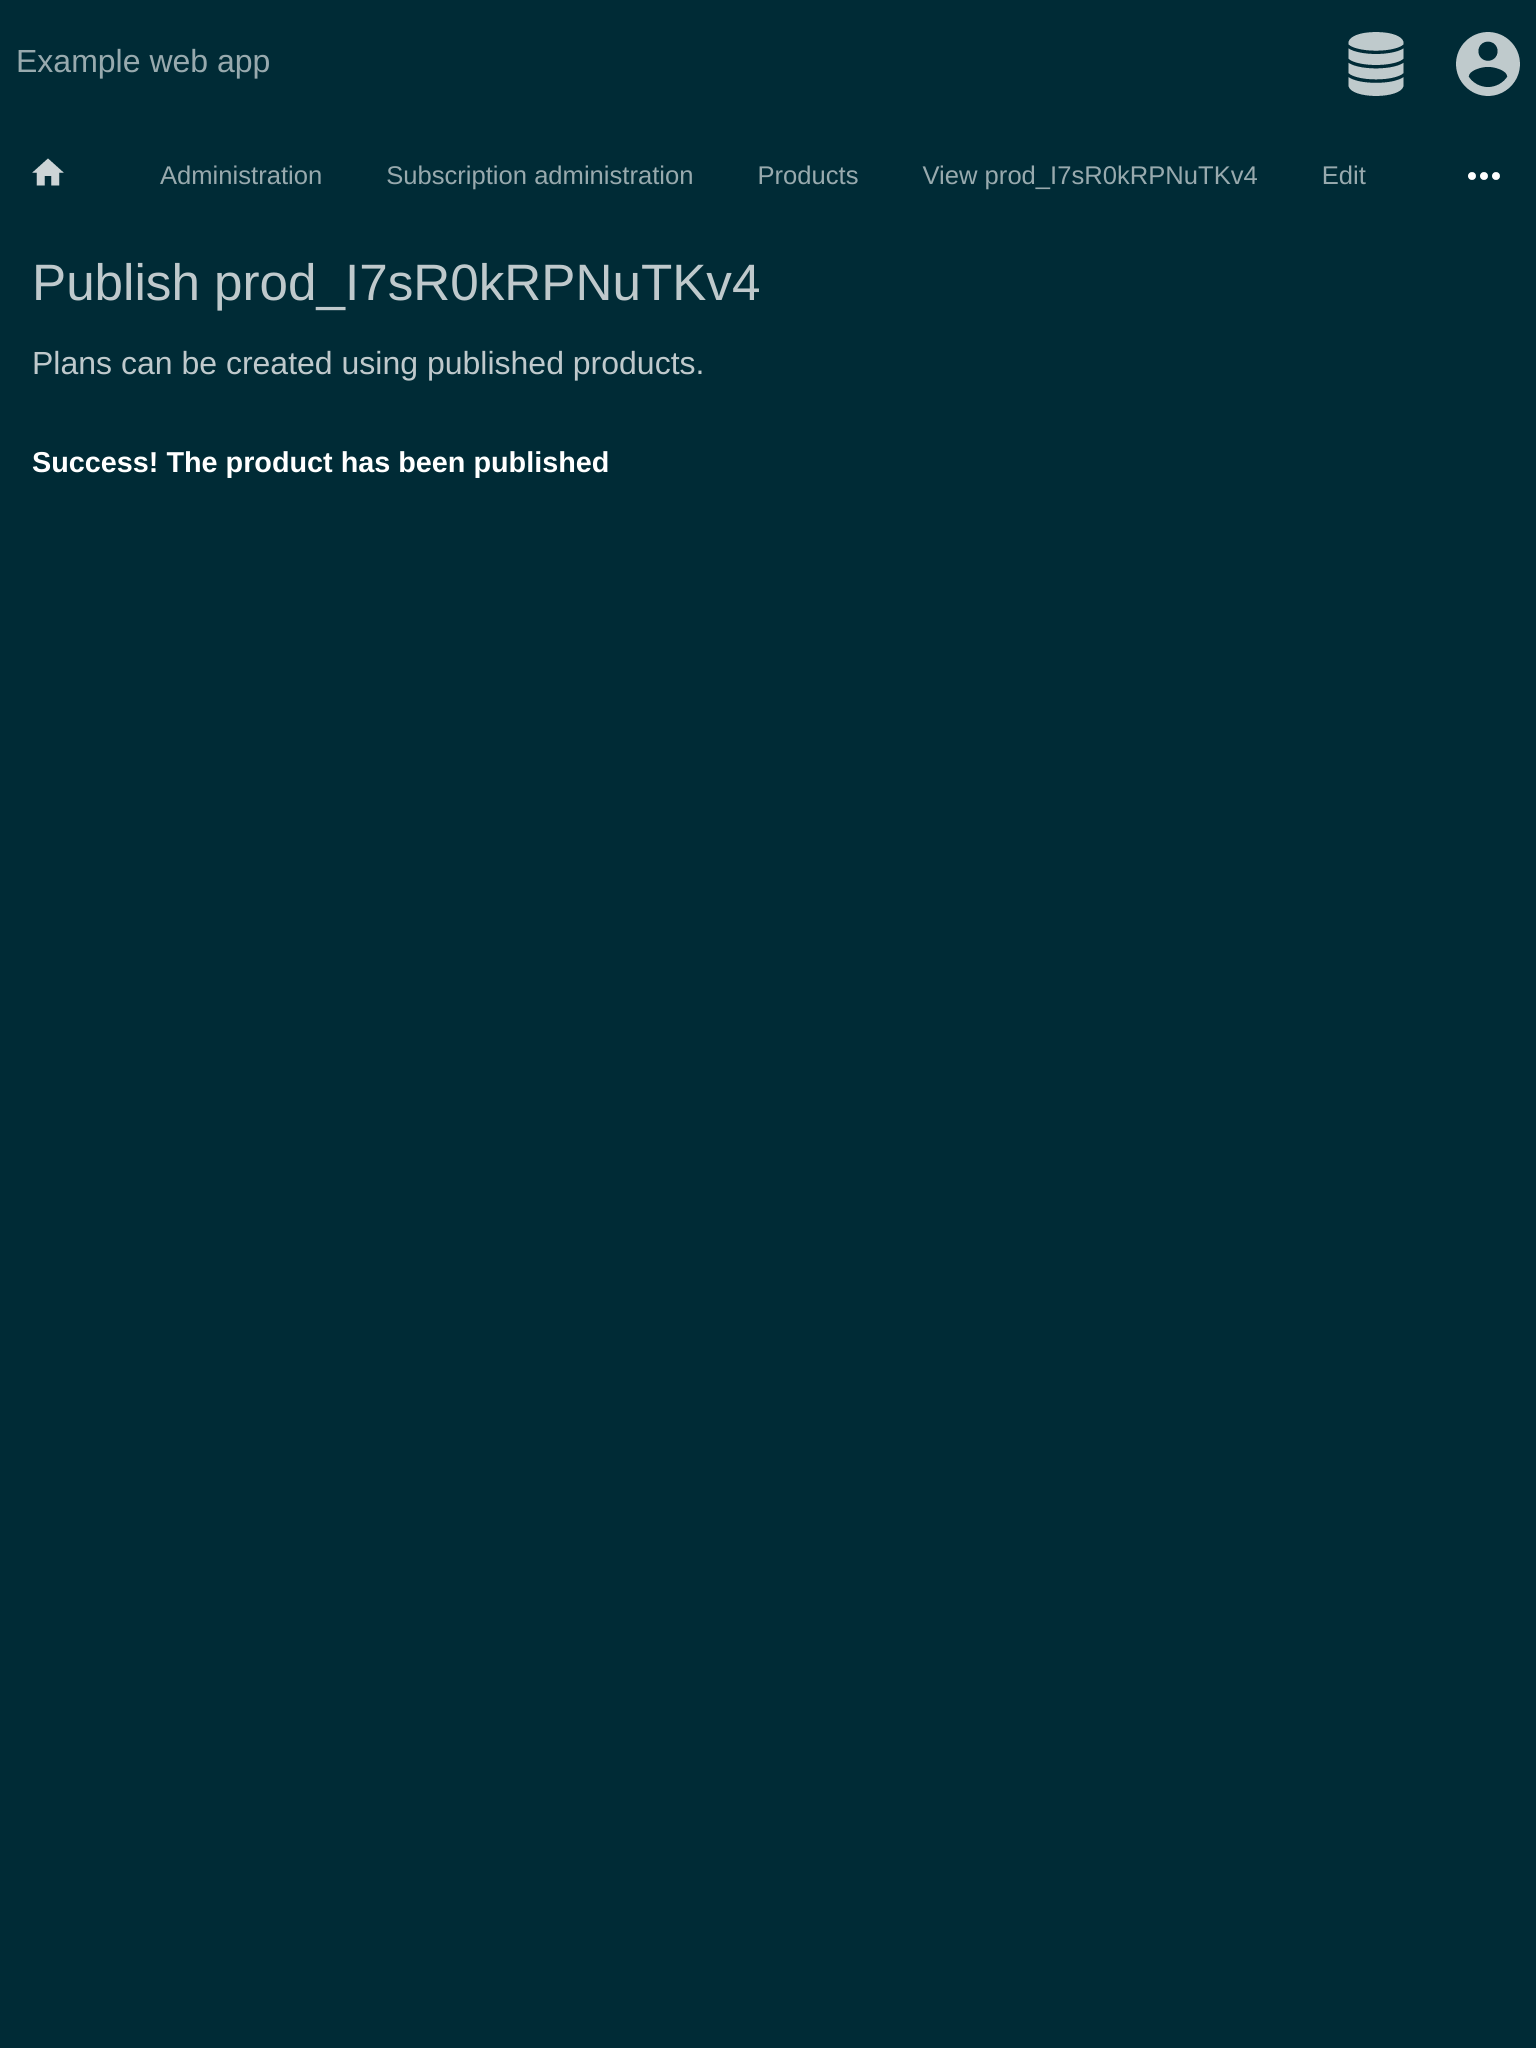 Example web app
Administration Subscription administration Products View prod_I7sR0kRPNuTKv4 Edit
Publish prod_I7sR0kRPNuTKv4
Plans can be created using published products.
Success! The product has been published